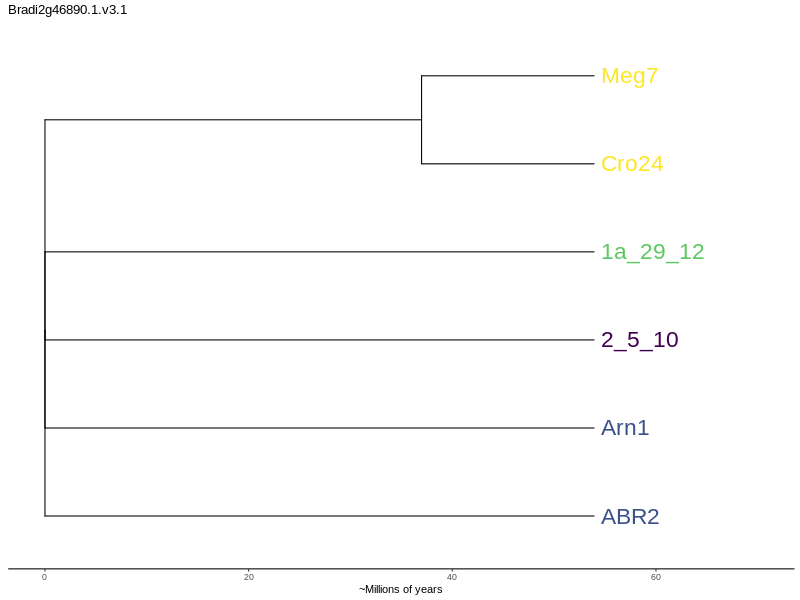 Bradi2g46890.1.v3.1
Meg7
Cro24
1a_29_12
2_5_10
Arn1
ABR2
0 20 40 60
~Millions of years